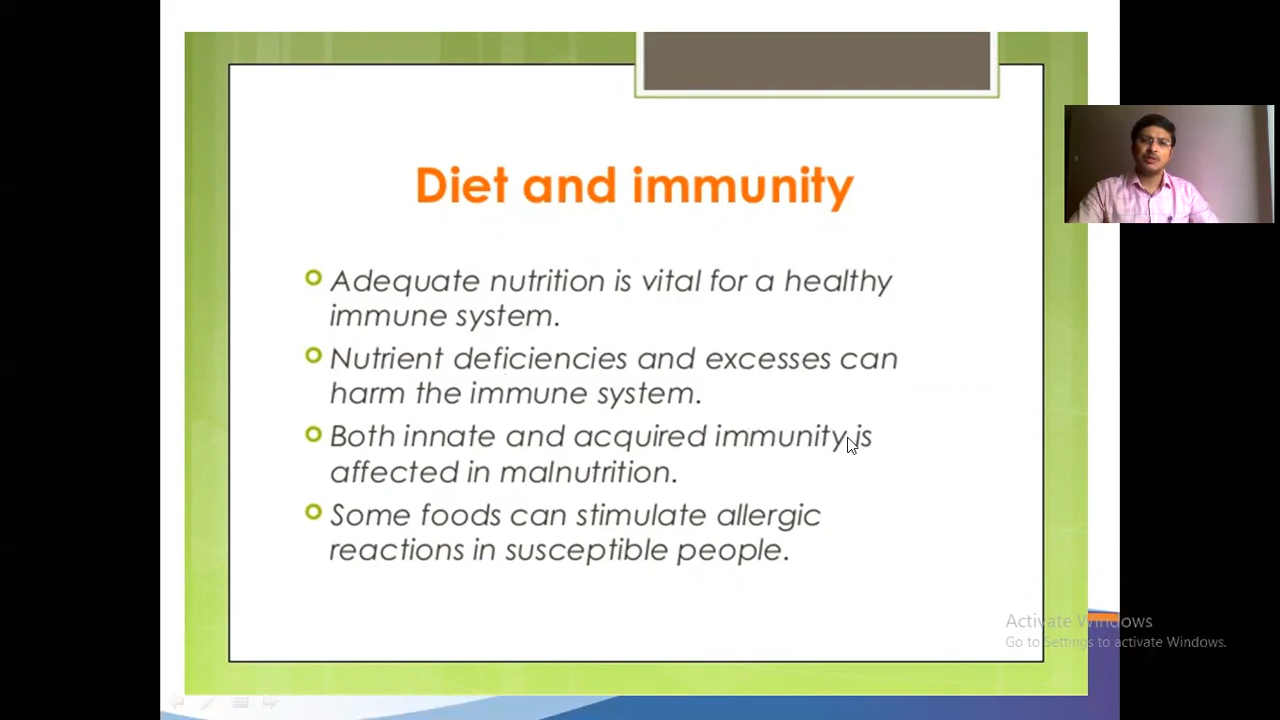 Diet and immunity
Adequate nutrition is vital for a healthy
immune system.
Nutrient deficiencies and excesses can
harm the immune system.
Both innate and acquired immunity is
affected in malnutrition.
Some foods can stimulate allergic
reactions in susceptible people.
Activate Windows
Go to Settings to activate Windows.